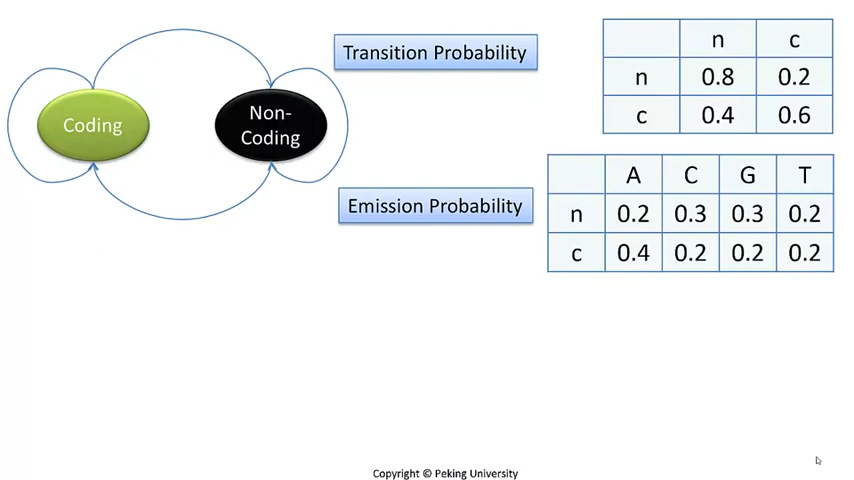 Coding
Non-
Coding
Transition Probability
n c
n 0.8 0.2
c 0.4 0.6
Emission Probability
A C G T
n 0.2 0.3 0.3 0.2
c 0.4 0.2 0.2 0.2
Copyright © Peking University